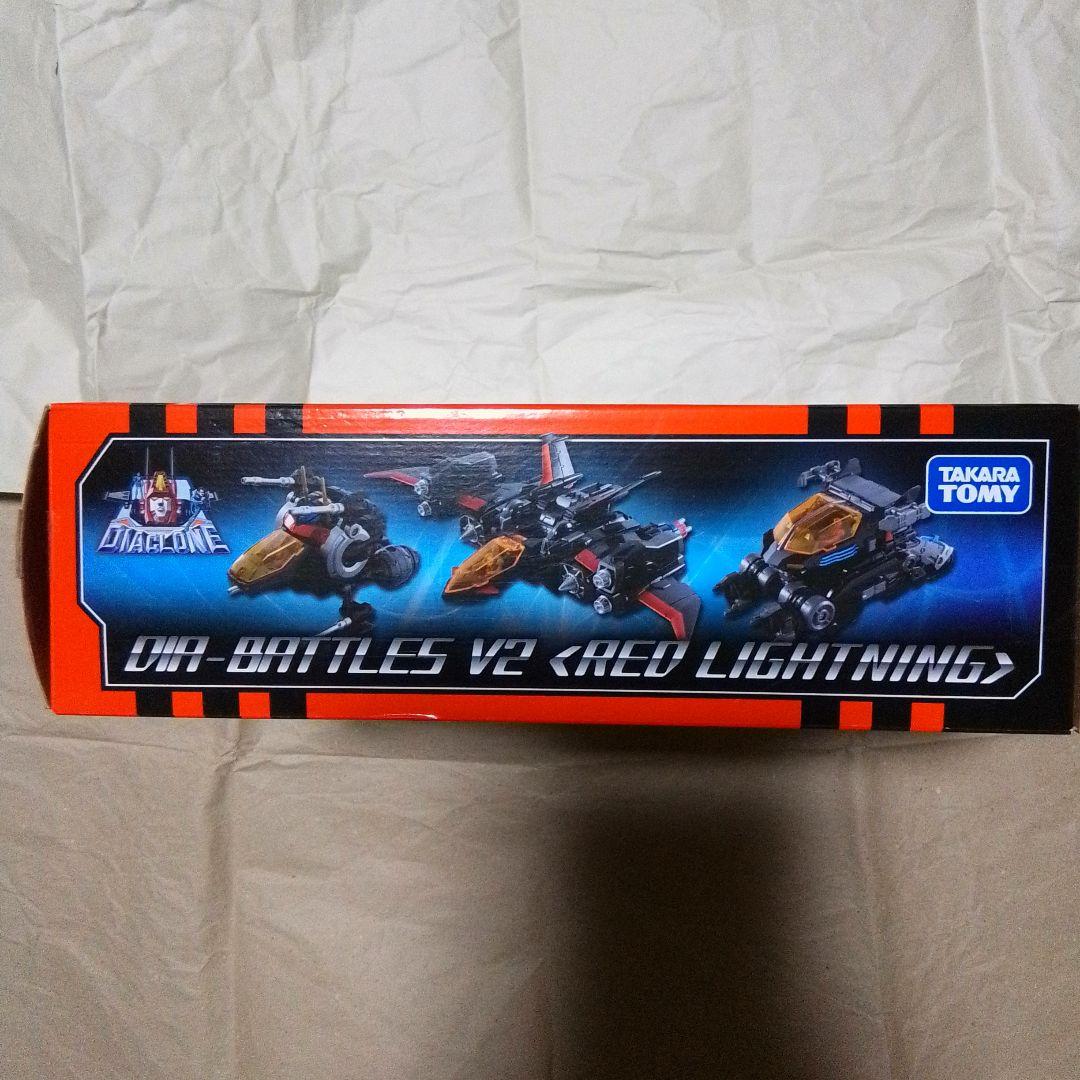 DIACLONE
TAKARA
TOMY
DIA-BATTLES V2 <RED LIGHTNING>